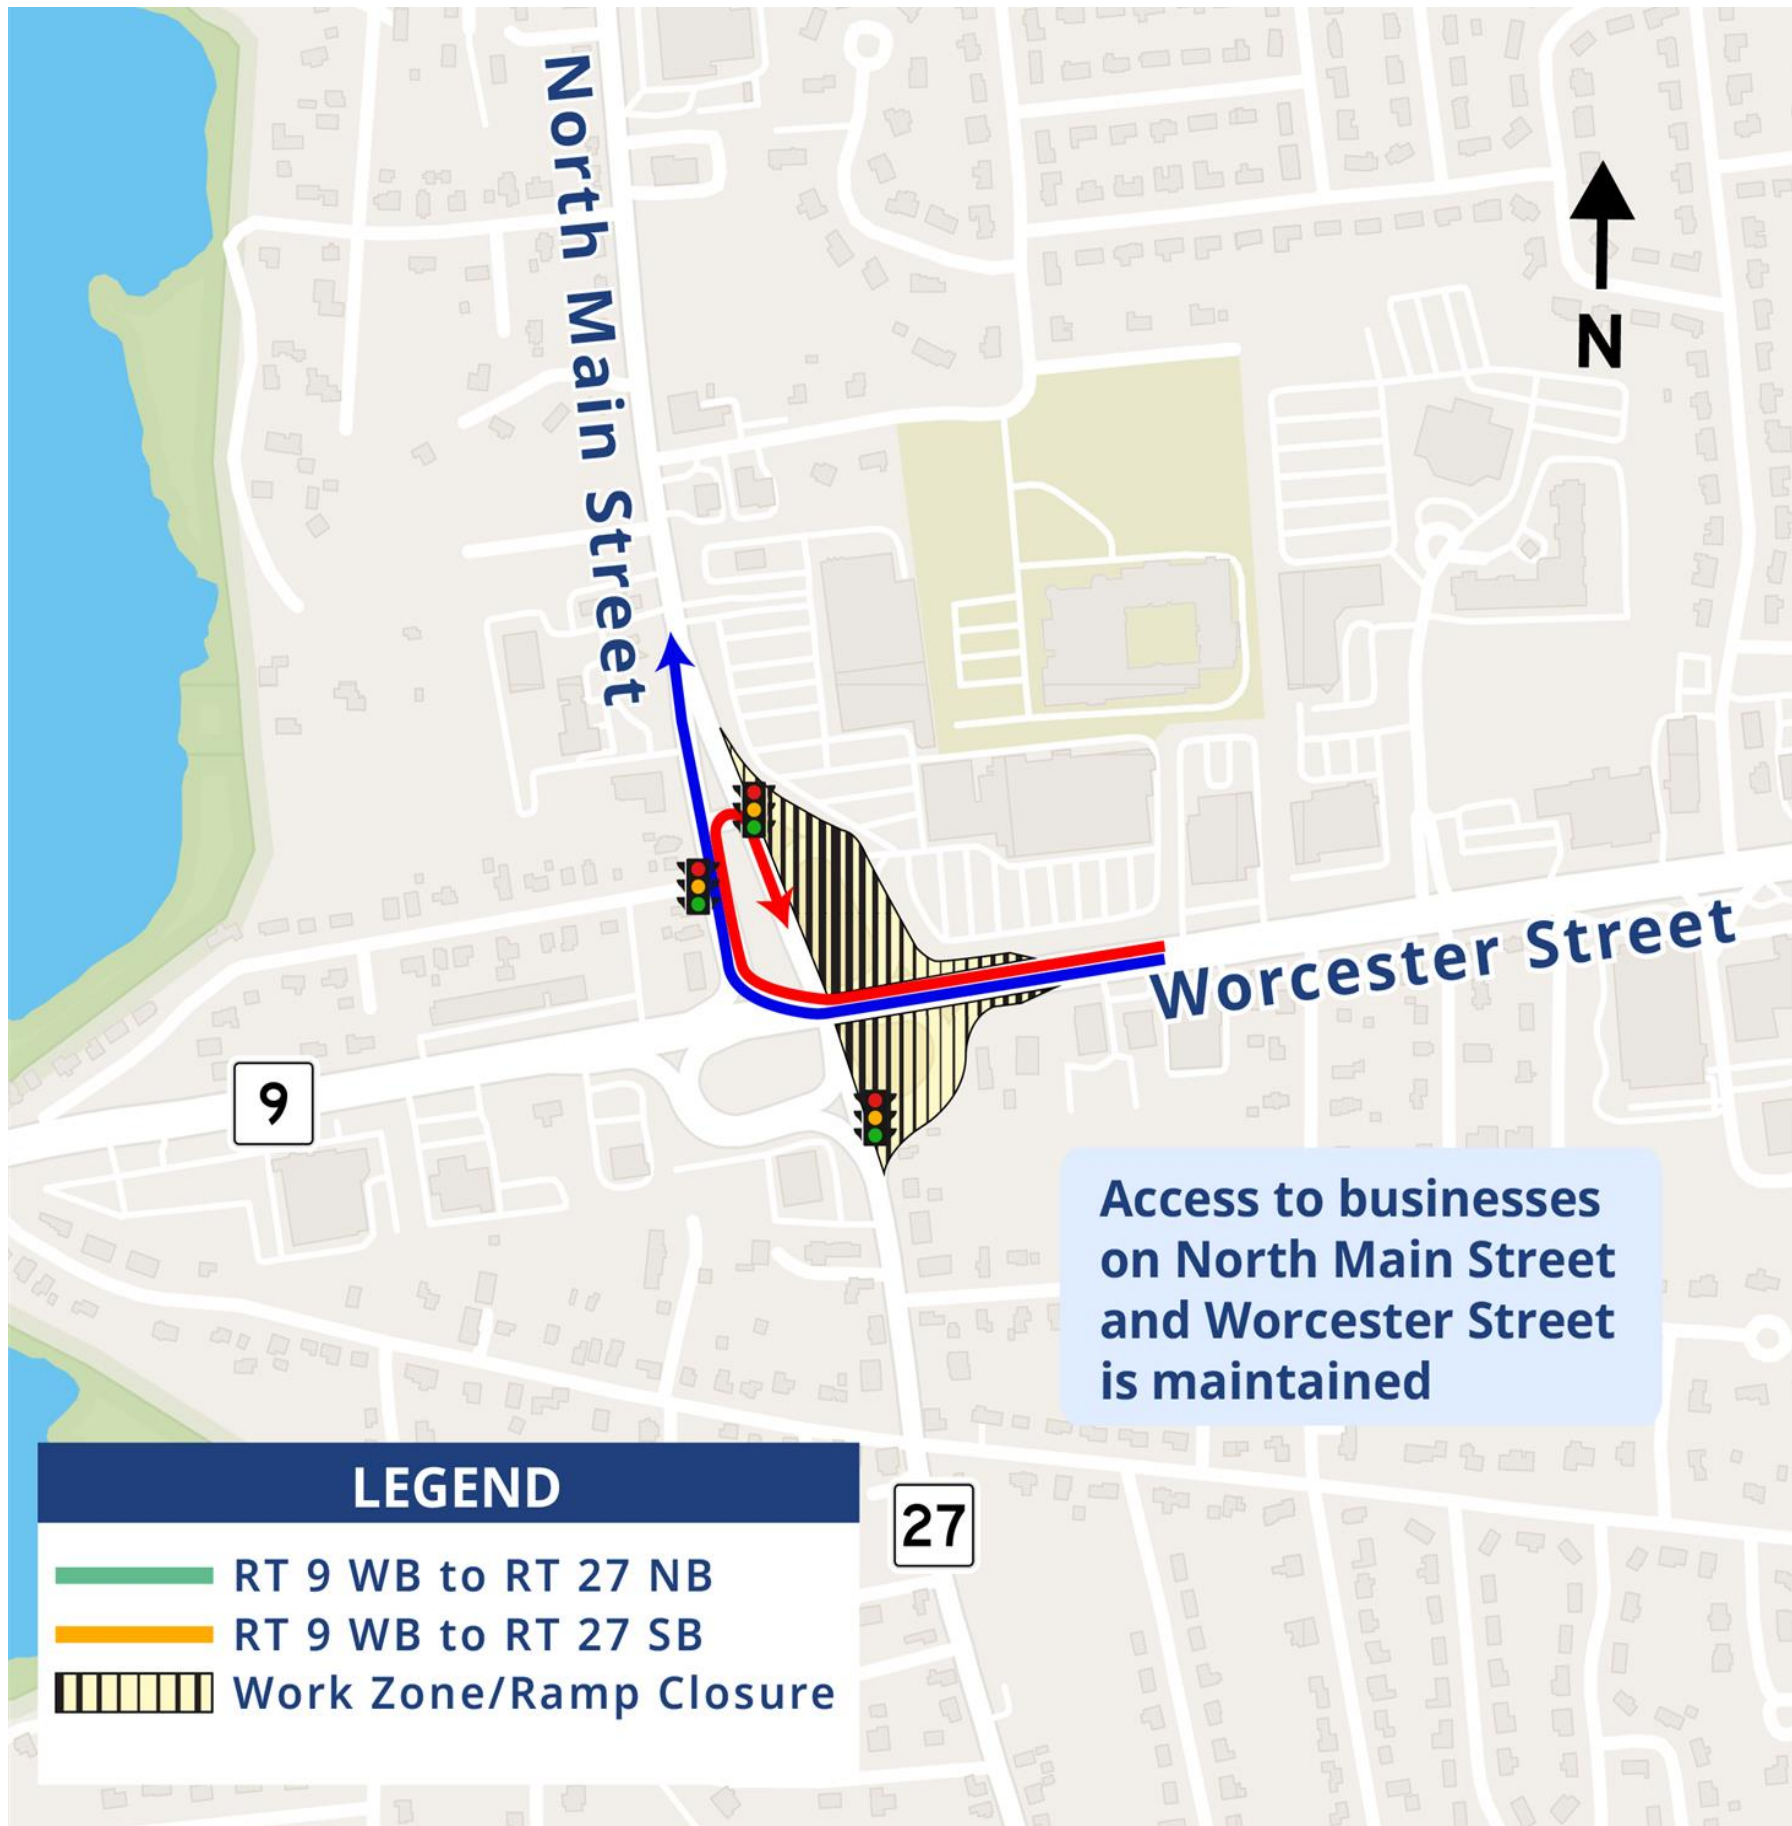 North Main Street
N
Worcester Street
9
Access to businesses
on North Main Street
and Worcester Street
is maintained
27
LEGEND
RT 9 WB to RT 27 NB
RT 9 WB to RT 27 SB
Work Zone/Ramp Closure